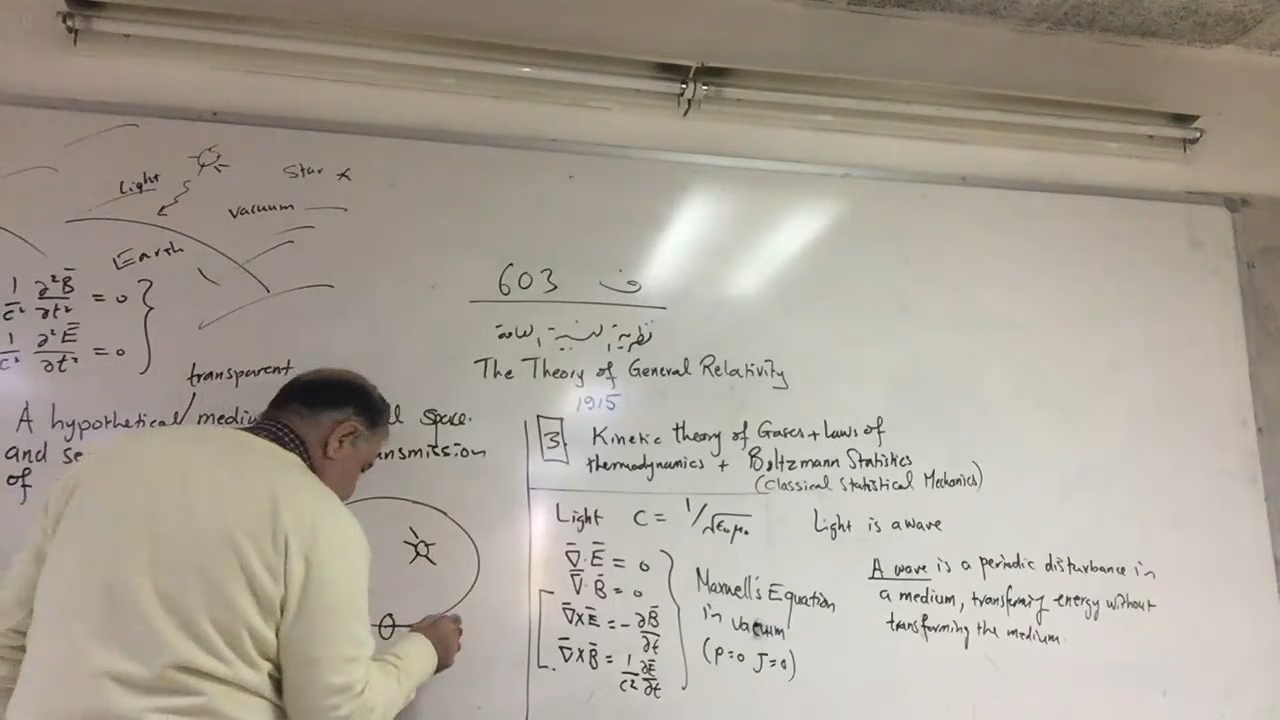 Light
Star
Vacuum
Earth
1/c² ∂²B̄/∂t² = 0
1/c² ∂²Ē/∂t² = 0
transparent
A hypothetical space.
and
of
603 ف
نظرية النسبية العامة
The Theory of General Relativity
1915
3 Kinetic theory of Gases + Laws of
thermodynamics + Boltzmann Statistics
(Classical Statistical Mechanics)
Light C = 1/√ε₀μ₀ Light is a wave
∇̄·Ē = 0
∇̄·B̄ = 0
∇̄×Ē = -∂B̄/∂t
∇̄×B̄ = 1/c² ∂Ē/∂t
Maxwell's Equation
in vacuum
(ρ=0 J=0)
A wave is a periodic disturbance in
a medium, transferring energy without
transforming the medium.